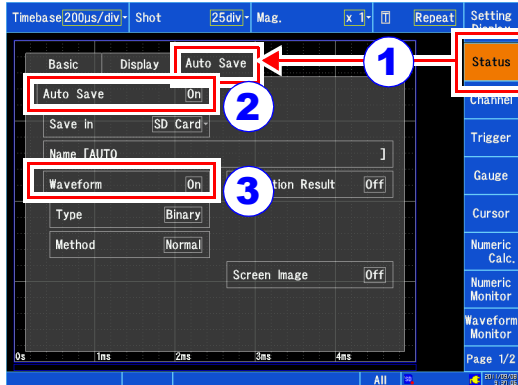 Timebase 200µs/div Shot 25div Mag. x 1 Repeat
Setting
Display
Basic Display Auto Save
1
Status
Auto Save On
2
Channel
Save in SD Card
Trigger
Name [AUTO ]
Waveform On
3
tion Result Off
Gauge
Type Binary
Cursor
Method Normal
Numeric
Calc.
Screen Image Off
Numeric
Monitor
Waveform
Monitor
0s 1ms 2ms 3ms 4ms
Page 1/2
All
SD